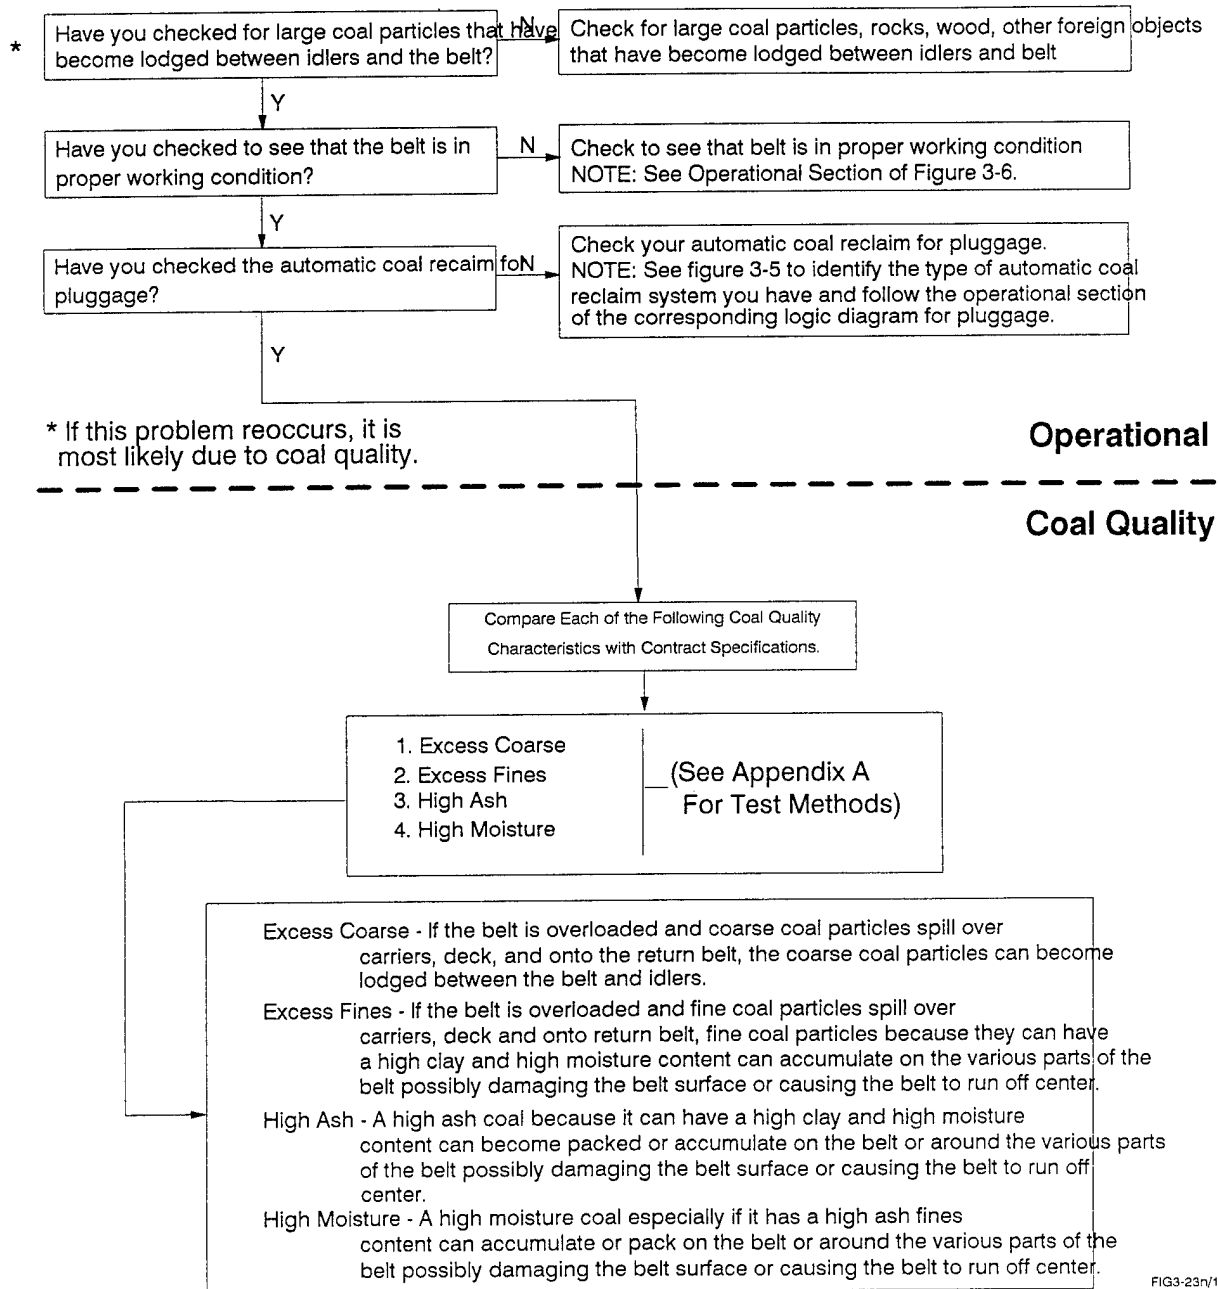 * Have you checked for large coal particles that have
become lodged between idlers and the belt?
N
Check for large coal particles, rocks, wood, other foreign objects
that have become lodged between idlers and belt
Y
Have you checked to see that the belt is in
proper working condition?
N
Check to see that belt is in proper working condition
NOTE: See Operational Section of Figure 3-6.
Y
Have you checked the automatic coal recaim fo
pluggage?
N
Check your automatic coal reclaim for pluggage.
NOTE: See figure 3-5 to identify the type of automatic coal
reclaim system you have and follow the operational section
of the corresponding logic diagram for pluggage.
Y
* If this problem reoccurs, it is
most likely due to coal quality.
Operational
Coal Quality
Compare Each of the Following Coal Quality
Characteristics with Contract Specifications.
1. Excess Coarse
2. Excess Fines
3. High Ash
4. High Moisture
(See Appendix A
For Test Methods)
Excess Coarse - If the belt is overloaded and coarse coal particles spill over
carriers, deck, and onto the return belt, the coarse coal particles can become
lodged between the belt and idlers.
Excess Fines - If the belt is overloaded and fine coal particles spill over
carriers, deck and onto return belt, fine coal particles because they can have
a high clay and high moisture content can accumulate on the various parts of the
belt possibly damaging the belt surface or causing the belt to run off center.
High Ash - A high ash coal because it can have a high clay and high moisture
content can become packed or accumulate on the belt or around the various parts
of the belt possibly damaging the belt surface or causing the belt to run off
center.
High Moisture - A high moisture coal especially if it has a high ash fines
content can accumulate or pack on the belt or around the various parts of the
belt possibly damaging the belt surface or causing the belt to run off center.
FIG3-23n/1